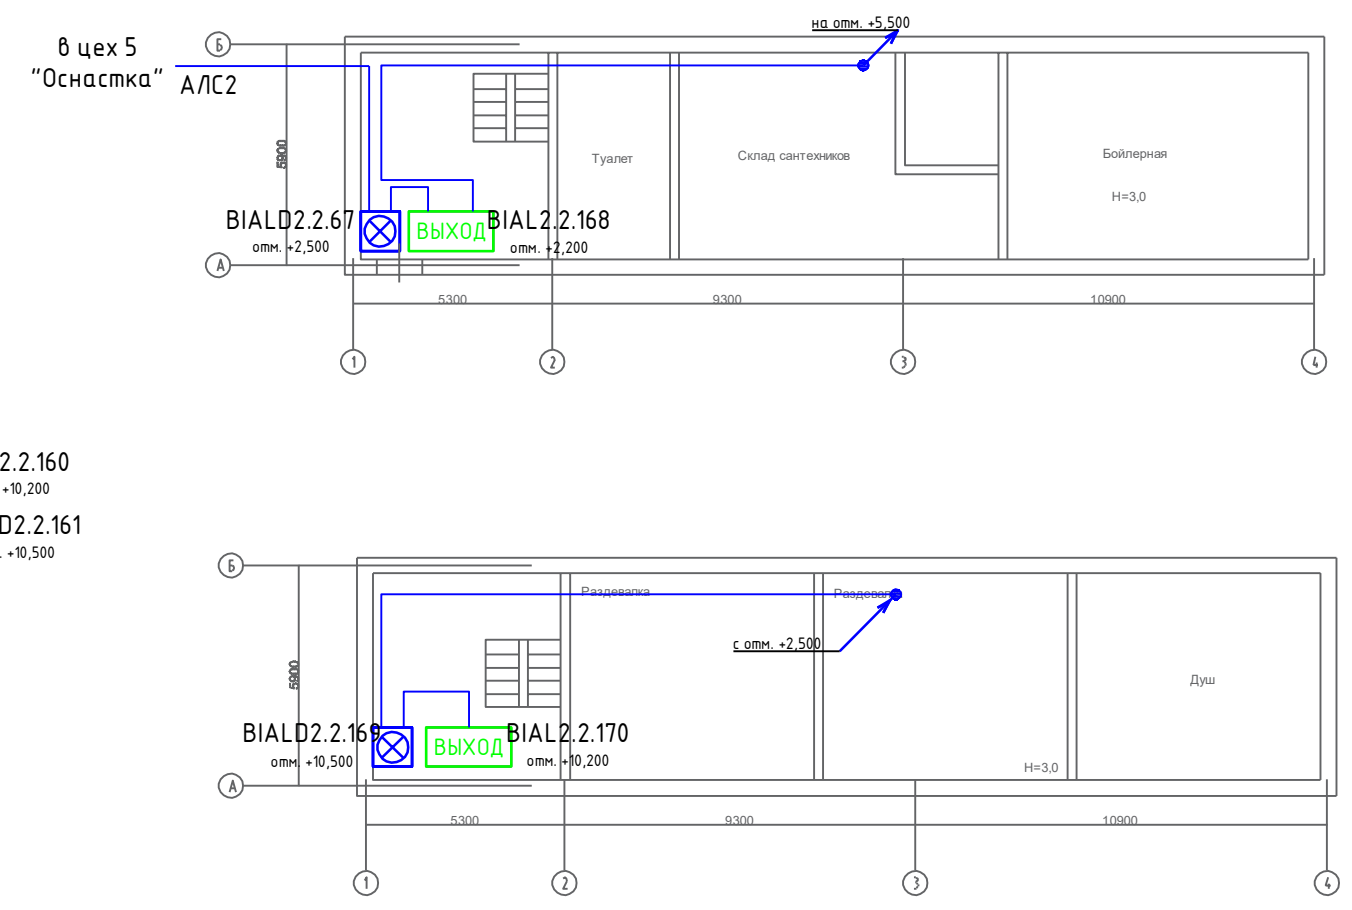 на отм. +5,500
в цех 5
"Оснастка"
АЛС2
Б
5900
Туалет
Склад сантехников
Бойлерная
H=3,0
BIALD2.2.67
отм. +2,500
ВЫХОД
BIAL2.2.168
отм. +2,200
А
5300
9300
10900
1
2
3
4
2.2.160
+10,200
D2.2.161
. +10,500
Б
Раздевалка
Раздевал
с отм. +2,500
5900
Душ
BIALD2.2.169
отм. +10,500
ВЫХОД
BIAL2.2.170
отм. +10,200
H=3,0
А
5300
9300
10900
1
2
3
4